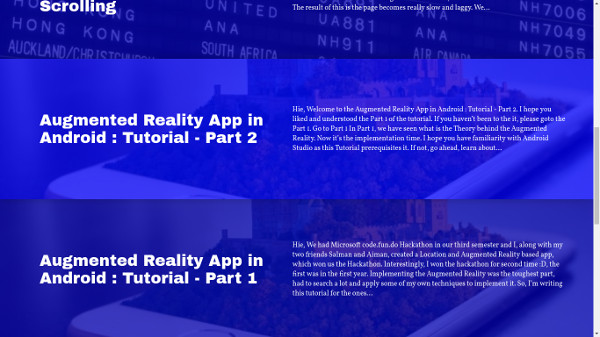 Scrolling
The result of this is the page becomes really slow and laggy. We...
HONG KONG
HONG KONG
AUCKLAND/CHRISTCHURCH
UNITED
ANA
SOUTH AFRICA
UA881
ANA
NH911
AIR CANADA
NH7006
NH7049
NH7055
Augmented Reality App in
Android : Tutorial - Part 2
Hie, Welcome to the Augmented Reality App in Android : Tutorial - Part 2. I hope you
liked and understood the Part 1 of the tutorial. If you haven't been to the it, please goto the
Part 1. Go to Part 1 In Part 1, we have seen what is the Theory behind the Augmented
Reality. Now it's the implementation time. I hope you have familiarity with Android
Studio as this Tutorial prerequisites it. If not, go ahead, learn about...
Augmented Reality App in
Android : Tutorial - Part 1
Hie, We had Microsoft code.fun.do Hackathon in our third semester and I, along with my
two friends Salman and Aiman, created a Location and Augmented Reality based app,
which won us the Hackathon. Interestingly, I won the hackathon for second time :D, the
first was in the first year. Implementing the Augmented Reality was the toughest part,
had to search a lot and apply some of my own techniques to implement it. So, I'm writing
this tutorial for the ones...